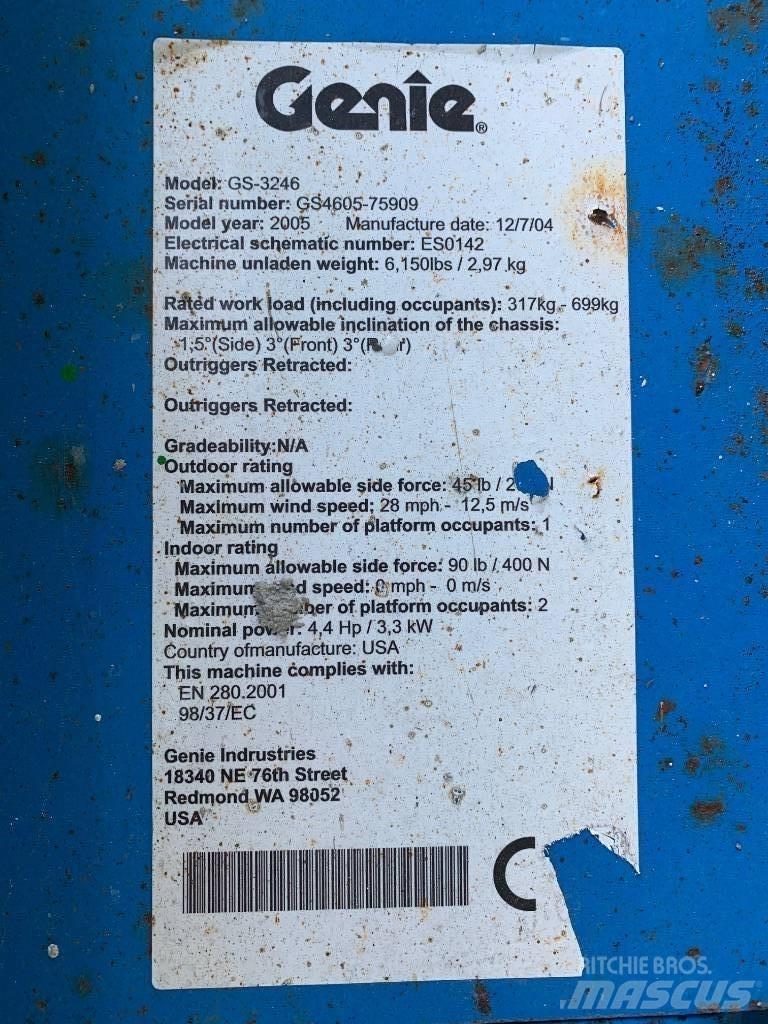 Genie®
Model: GS-3246
Serial number: GS4605-75909
Model year: 2005 Manufacture date: 12/7/04
Electrical schematic number: ES0142
Machine unladen weight: 6,150lbs / 2,97 kg
Rated work load (including occupants): 317kg - 699kg
Maximum allowable inclination of the chassis:
1,5°(Side) 3°(Front)
Outriggers Retracted:
Outriggers Retracted:
Gradeability:N/A
Outdoor rating
Maximum allowable side force: 45 lb /
Maximum wind speed: 28 mph - 12,5 m/s
Maximum number of platform occupants: 1
Indoor rating
Maximum allowable side force: 90 lb / 400 N
speed: 0 mph - 0 m/s
of platform occupants: 2
Nominal 4,4 Hp / 3,3 kW
Country ofmanufacture: USA
This machine complies with:
EN 280.2001
98/37/EC
Genie Indrustries
18340 NE 76th Street
Redmond WA 98052
USA
C
RITCHIE BROS.
MASCUS